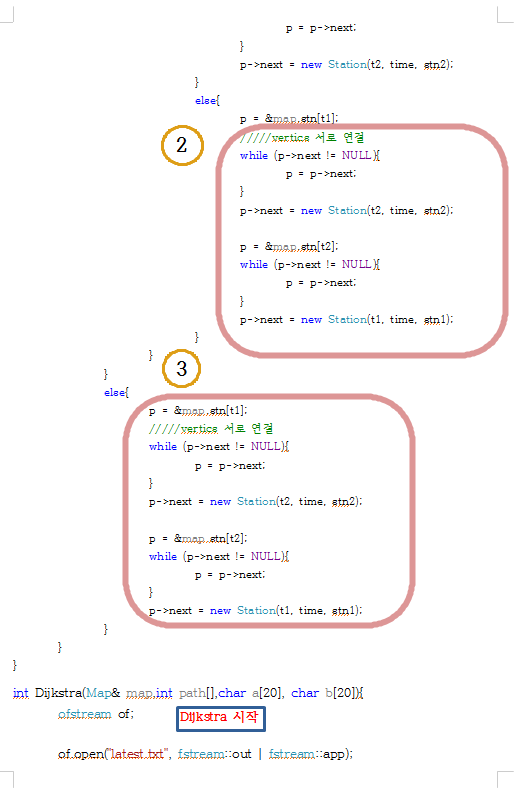 p = p->next;
}
p->next = new Station(t2, time, stn2);
}
else{
p = &map.stn[t1];
/////vertics 서로 연결
2
while (p->next != NULL){
p = p->next;
}
p->next = new Station(t2, time, stn2);
p = &map.stn[t2];
while (p->next != NULL){
p = p->next;
}
p->next = new Station(t1, time, stn1);
}
}
3
}
else{
p = &map.stn[t1];
/////vertics 서로 연결
while (p->next != NULL){
p = p->next;
}
p->next = new Station(t2, time, stn2);
p = &map.stn[t2];
while (p->next != NULL){
p = p->next;
}
p->next = new Station(t1, time, stn1);
}
}
}
int Dijkstra(Map& map,int path[],char a[20], char b[20]){
ofstream of;
Dijkstra 시작
of.open("latest.txt", fstream::out | fstream::app);